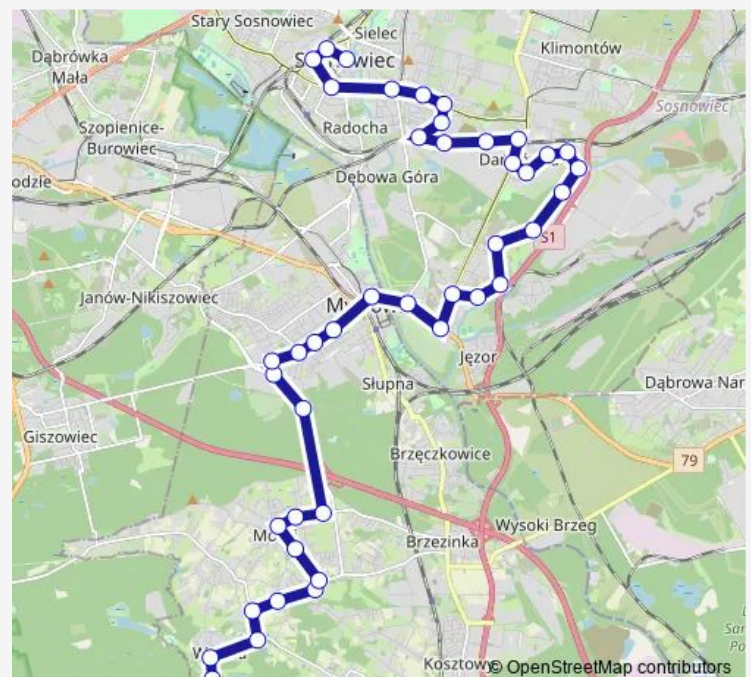 Stary Sosnowiec
Sielec
Dąbrówka
Mała
Klimontów
Sosnowiec
Szopienice-
Burowiec
Radocha
odzie
Dębowa Góra
S1
Janów-Nikiszowiec
Jęzor
Słupna
Dąbrowa Nar
Giszowiec
Brzęczkowice
79
Wysoki Brzeg
Brzezinka
Kosztowy
© OpenStreetMap contributors